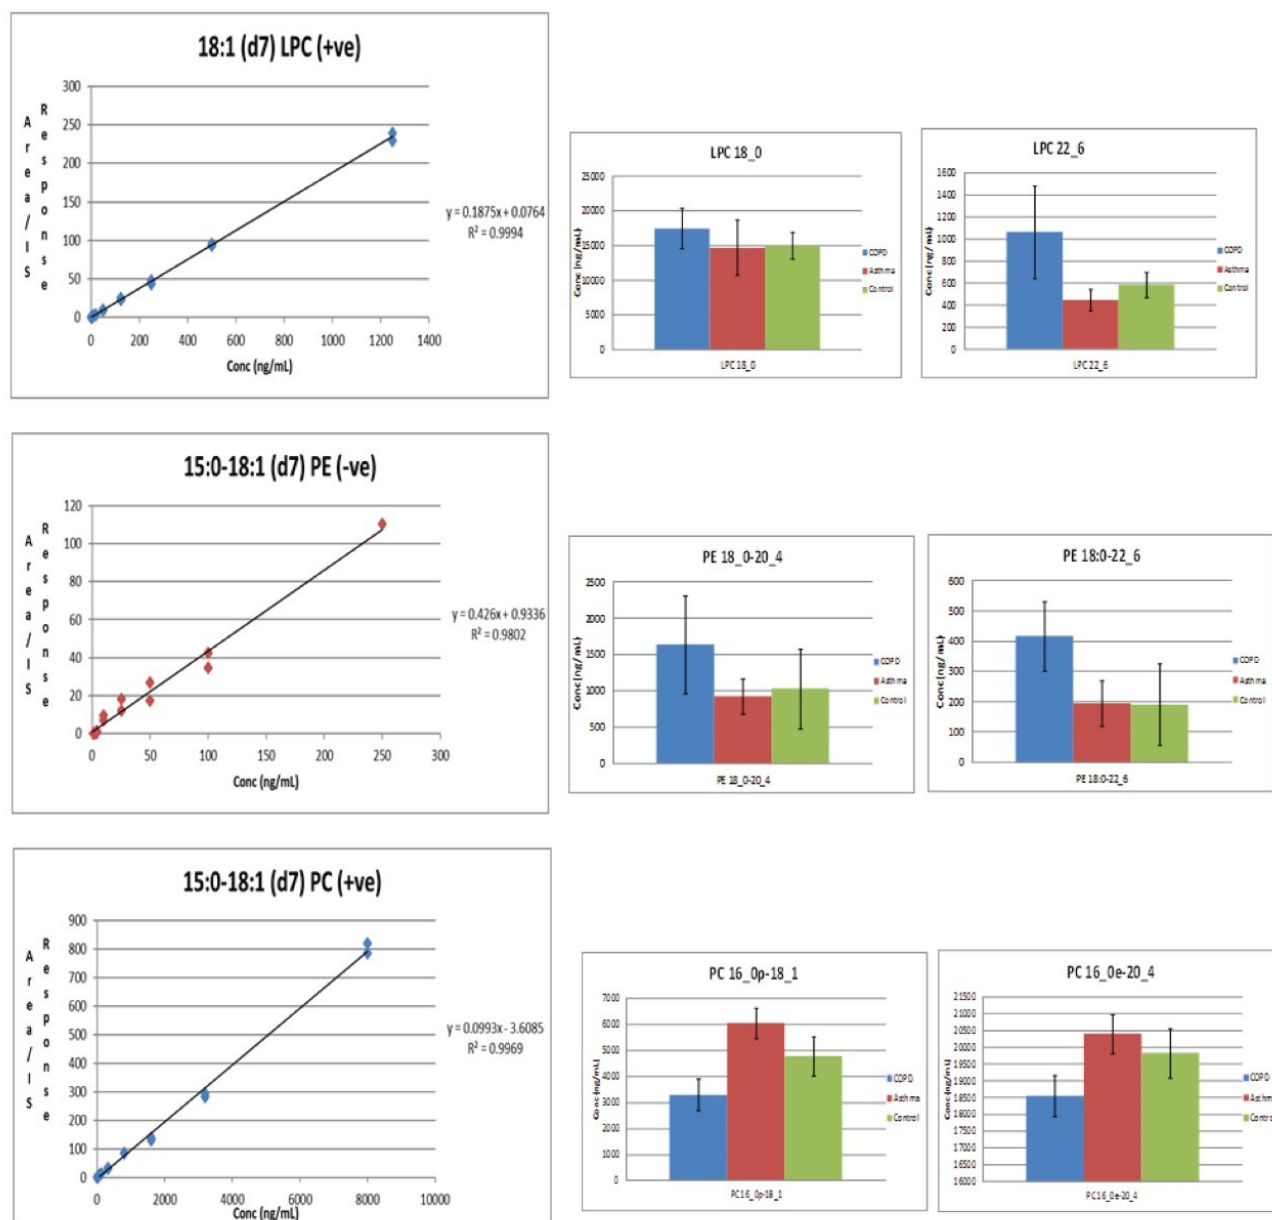 18:1 (d7) LPC (+ve)
Area/IS
Response
300
250
200
150
100
50
0
0 200 400 600 800 1000 1200 1400
Conc (ng/mL)
y = 0.1875x + 0.0764
R² = 0.9994
LPC 18_0
Conc (ng/mL)
25000
20000
15000
10000
5000
0
LPC 18_0
COPD
Asthma
Control
LPC 22_6
Conc (ng/mL)
1600
1400
1200
1000
800
600
400
200
0
LPC 22_6
COPD
Asthma
Control
15:0-18:1 (d7) PE (-ve)
Area/IS
Response
120
100
80
60
40
20
0
0 50 100 150 200 250 300
Conc (ng/mL)
y = 0.426x + 0.9336
R² = 0.9802
PE 18_0-20_4
Conc (ng/mL)
2500
2000
1500
1000
500
0
PE 18_0-20_4
COPD
Asthma
Control
PE 18:0-22_6
Conc (ng/mL)
600
500
400
300
200
100
0
PE 18:0-22_6
COPD
Asthma
Control
15:0-18:1 (d7) PC (+ve)
Area/IS
Response
900
800
700
600
500
400
300
200
100
0
0 2000 4000 6000 8000 10000
Conc (ng/mL)
y = 0.0993x - 3.6085
R² = 0.9969
PC 16_0p-18_1
Conc (ng/mL)
7000
6000
5000
4000
3000
2000
1000
0
PC 16_0p-18_1
COPD
Asthma
Control
PC 16_0e-20_4
Conc (ng/mL)
21500
21000
20500
20000
19500
19000
18500
18000
17500
17000
16500
16000
PC 16_0e-20_4
COPD
Asthm
Contro